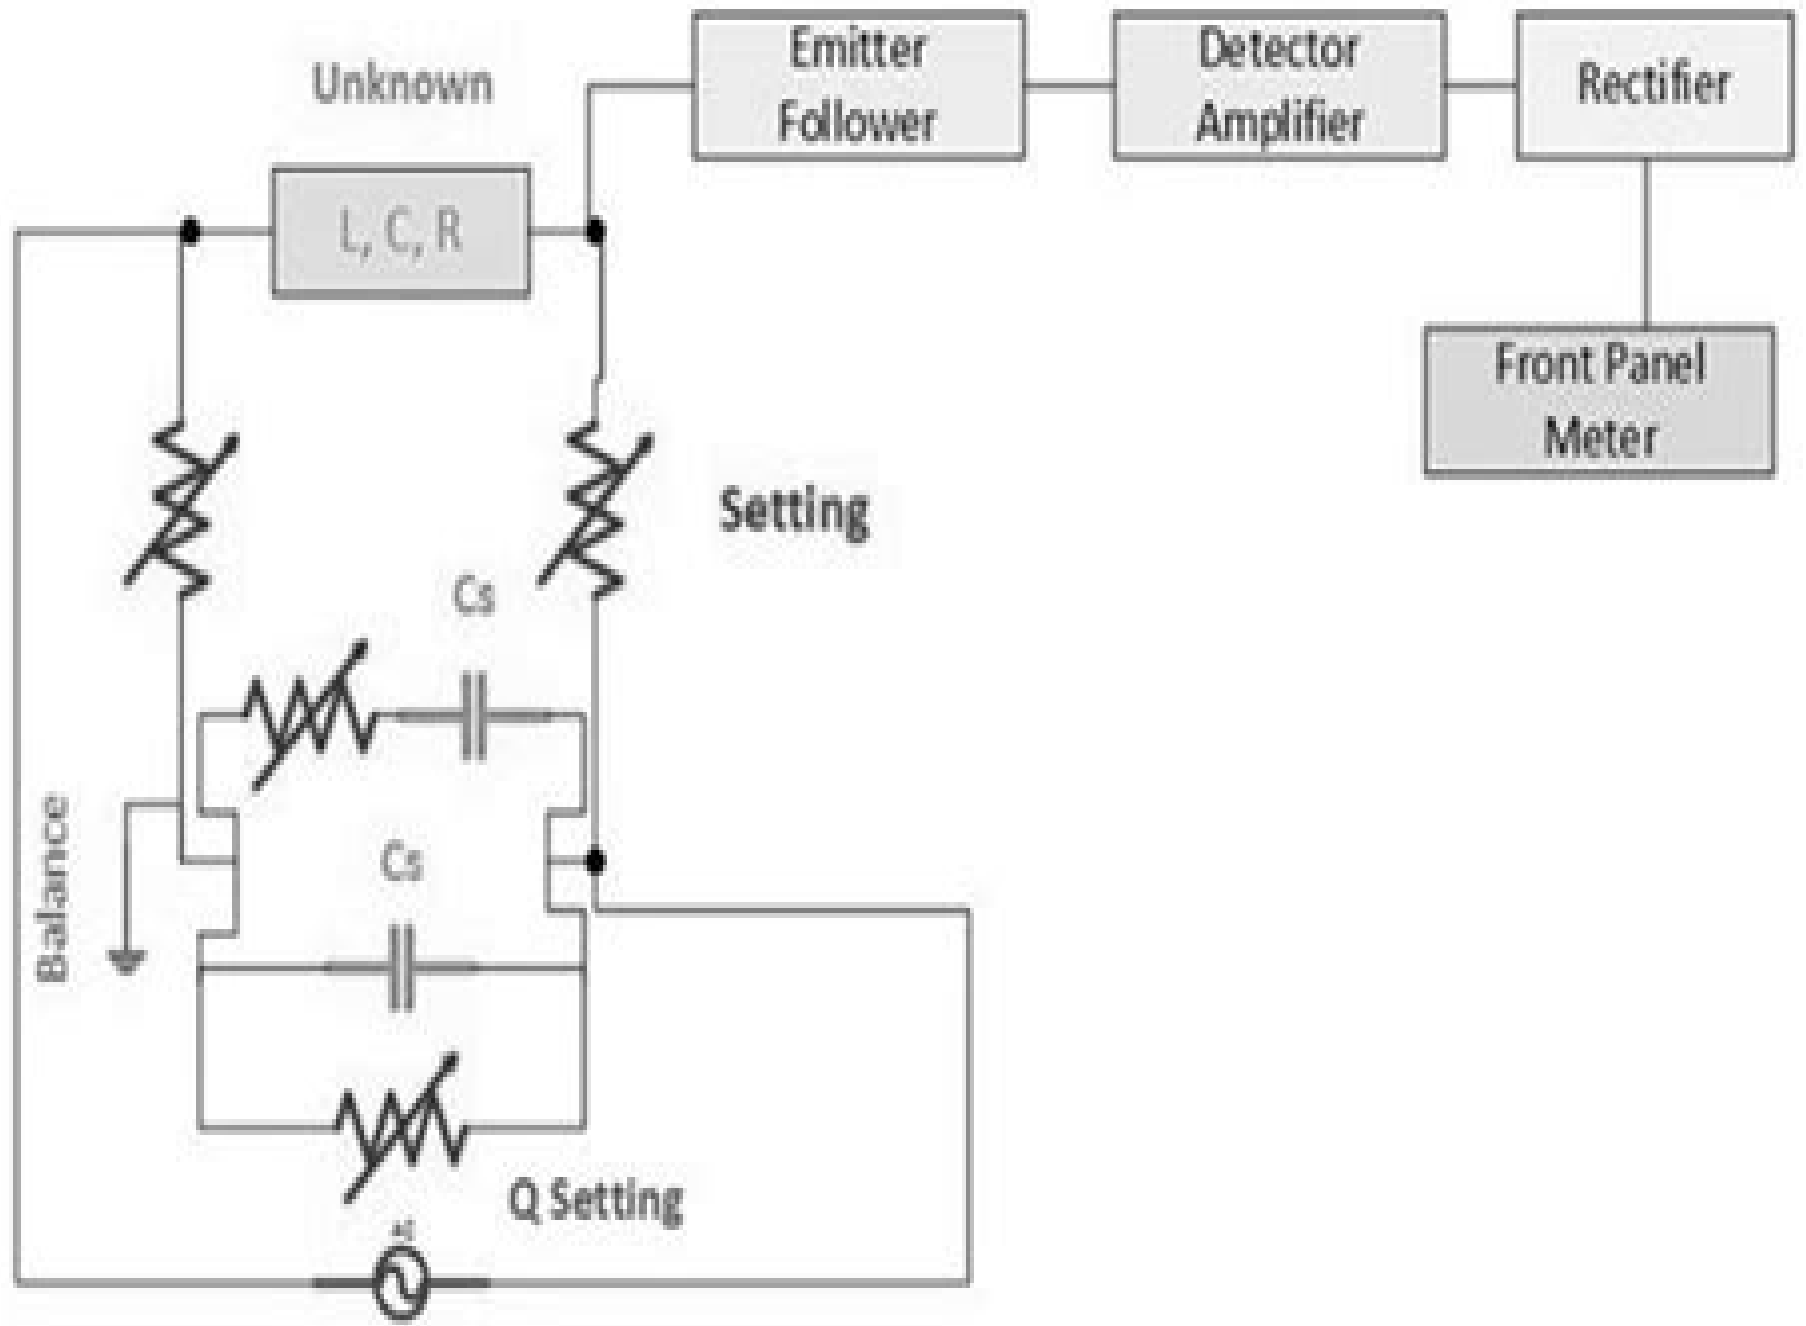 Unknown
Emitter
Follower
Detector
Amplifier
Rectifier
L, C, R
Front Panel
Meter
Setting
Cs
Balance
Cs
Q Setting